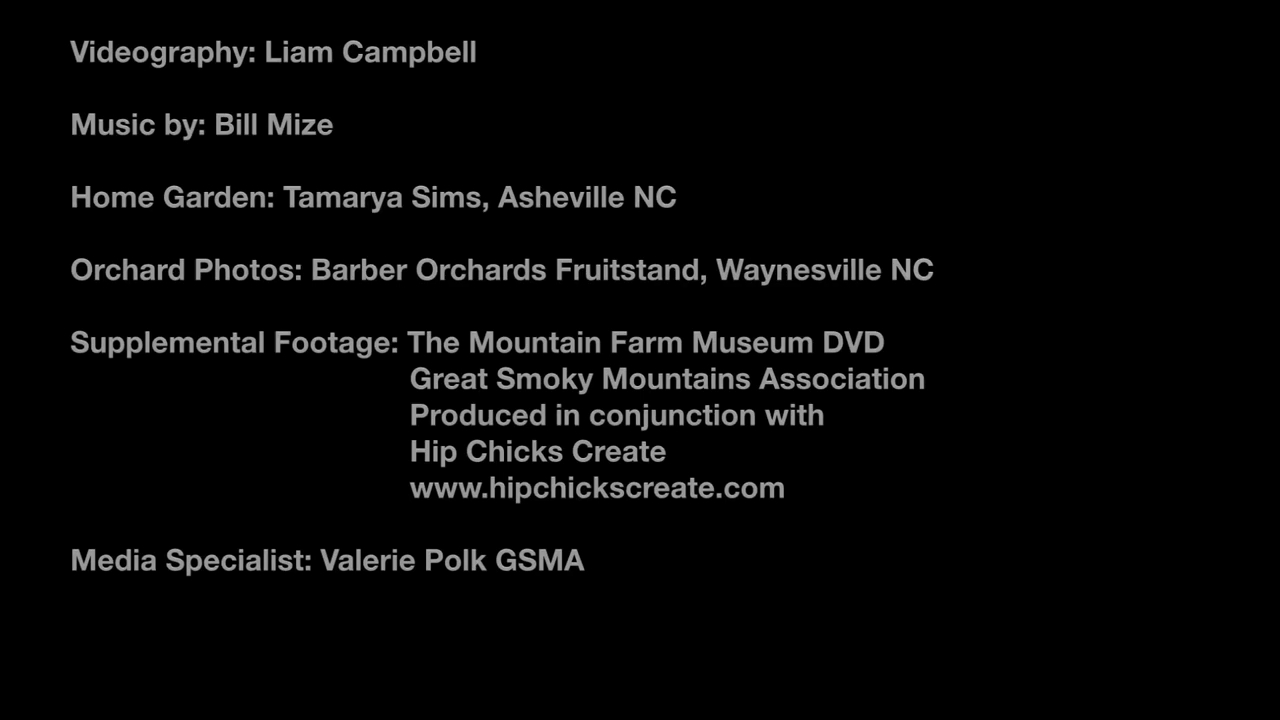 Videography: Liam Campbell
Music by: Bill Mize
Home Garden: Tamarya Sims, Asheville NC
Orchard Photos: Barber Orchards Fruitstand, Waynesville NC
Supplemental Footage: The Mountain Farm Museum DVD
Great Smoky Mountains Association
Produced in conjunction with
Hip Chicks Create
www.hipchickscreate.com
Media Specialist: Valerie Polk GSMA